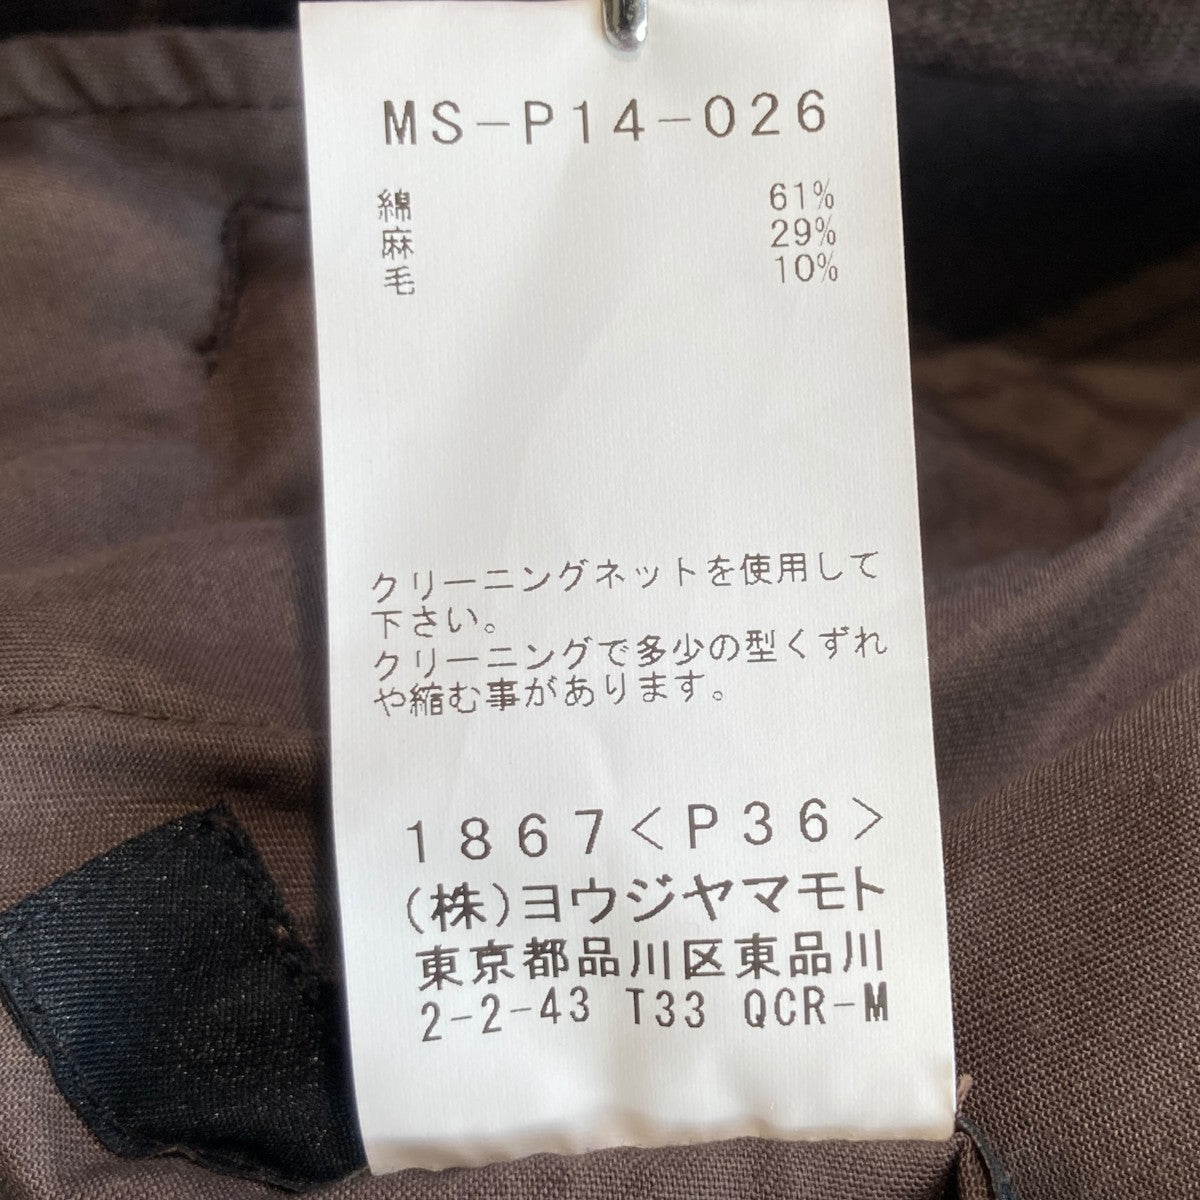 MS-P14-026
綿 61%
麻 29%
毛 10%
クリーニングネットを使用して
下さい。
クリーニングで多少の型くずれ
や縮む事があります。
1867<P36>
(株)ヨウジヤマモト
東京都品川区東品川
2-2-43 T33 QCR-M